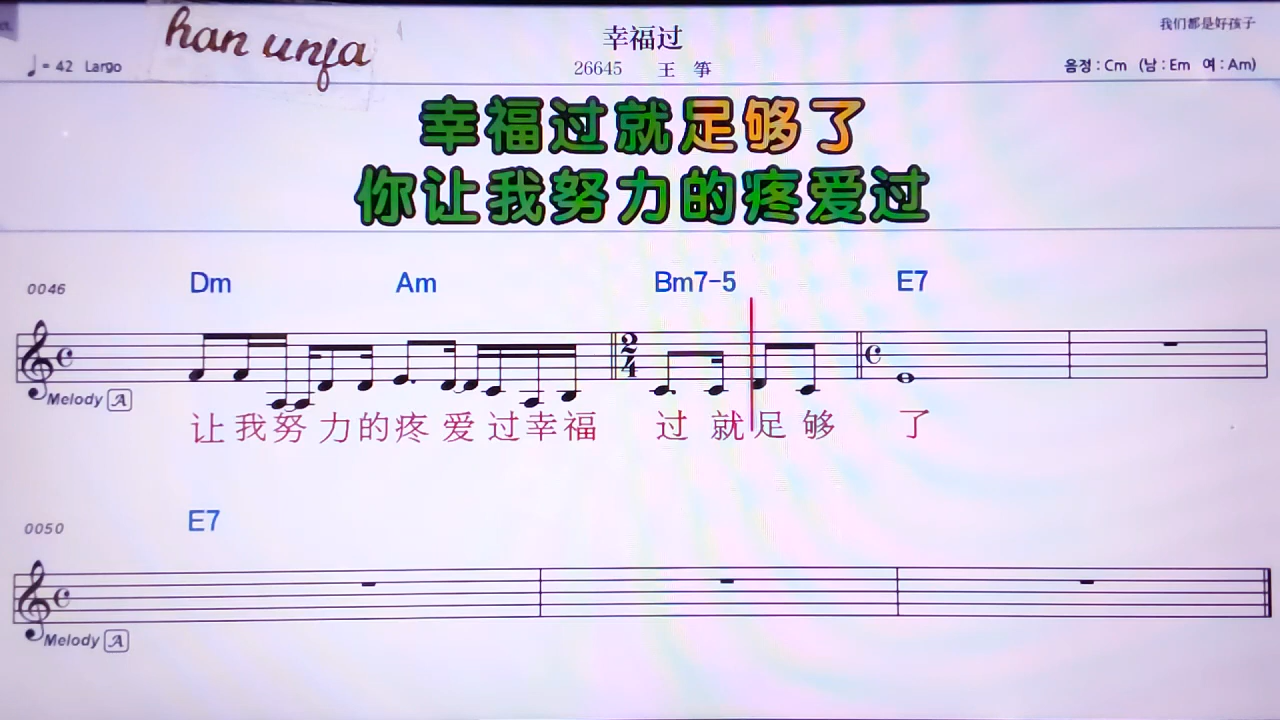 han unfa
幸福过
我们都是好孩子
♩= 42 Largo
26645 王 筝
음정 : Cm (남 : Em 여 : Am)
幸福过就足够了
你让我努力的疼爱过
0046 Dm Am Bm7-5 E7
2
4
Melody A
让 我 努 力 的 疼 爱 过 幸 福 过 就 足 够 了
0050 E7
Melody A